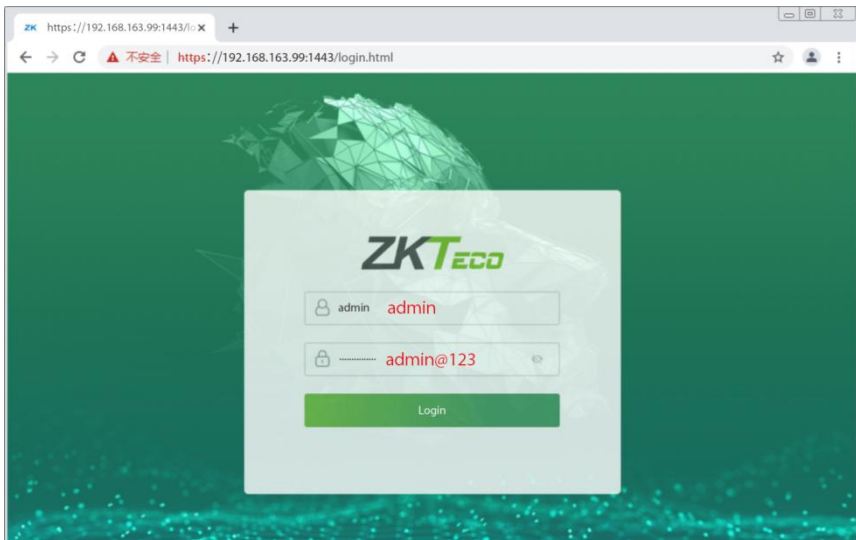 ZK https://192.168.163.99:1443/lo
不安全 | https://192.168.163.99:1443/login.html
ZKTECO
admin admin
admin@123
Login